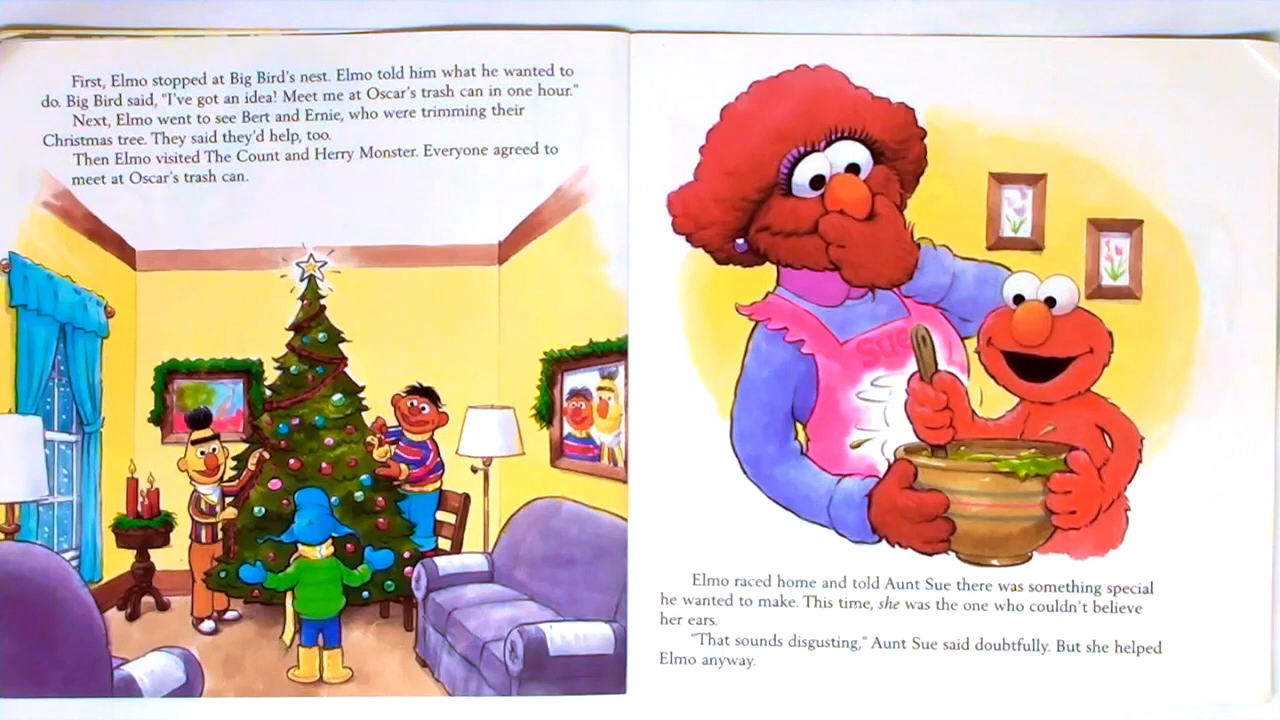 First, Elmo stopped at Big Bird's nest. Elmo told him what he wanted to
do. Big Bird said, "I've got an idea! Meet me at Oscar's trash can in one hour."
Next, Elmo went to see Bert and Ernie, who were trimming their
Christmas tree. They said they'd help, too.
Then Elmo visited The Count and Herry Monster. Everyone agreed to
meet at Oscar's trash can.
Sue
Elmo raced home and told Aunt Sue there was something special
he wanted to make. This time, she was the one who couldn't believe
her ears.
"That sounds disgusting," Aunt Sue said doubtfully. But she helped
Elmo anyway.